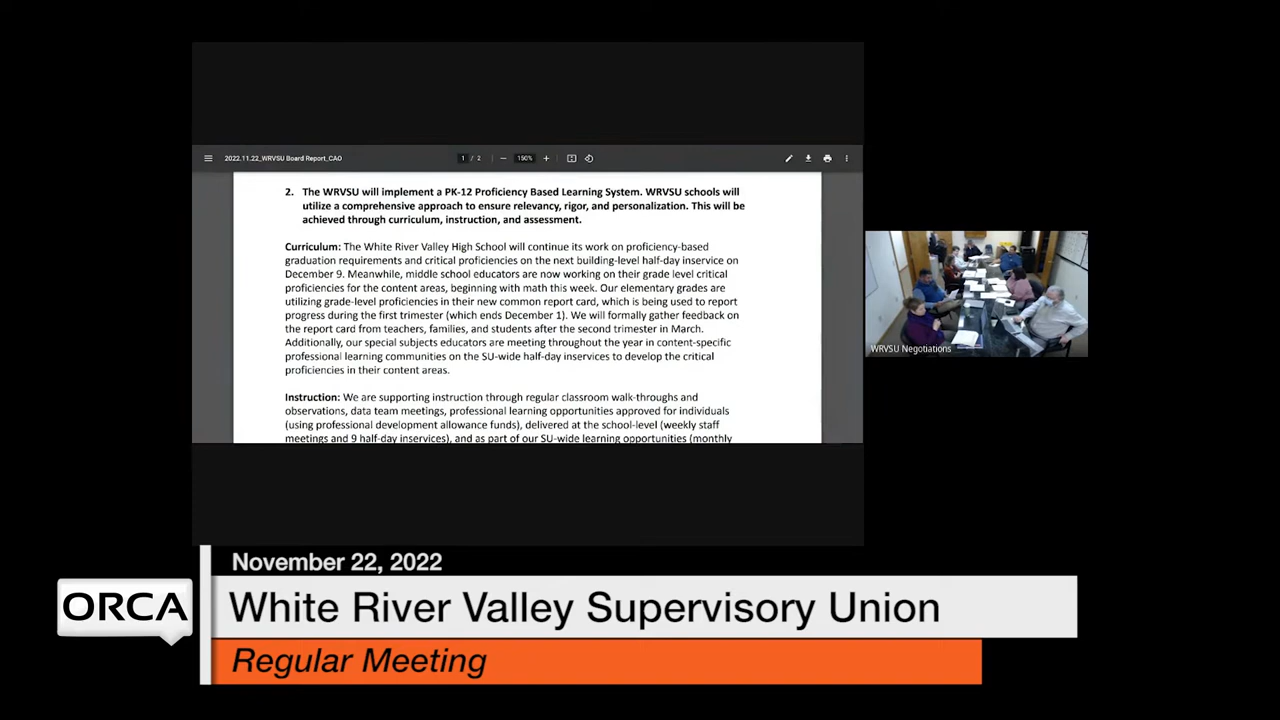 2022.11.22_WRVSU Board Report_CAO
1 / 2
150%
2. The WRVSU will implement a PK-12 Proficiency Based Learning System. WRVSU schools will
utilize a comprehensive approach to ensure relevancy, rigor, and personalization. This will be
achieved through curriculum, instruction, and assessment.
Curriculum: The White River Valley High School will continue its work on proficiency-based
graduation requirements and critical proficiencies on the next building-level half-day inservice on
December 9. Meanwhile, middle school educators are now working on their grade level critical
proficiencies for the content areas, beginning with math this week. Our elementary grades are
utilizing grade-level proficiencies in their new common report card, which is being used to report
progress during the first trimester (which ends December 1). We will formally gather feedback on
the report card from teachers, families, and students after the second trimester in March.
Additionally, our special subjects educators are meeting throughout the year in content-specific
professional learning communities on the SU-wide half-day inservices to develop the critical
proficiencies in their content areas.
Instruction: We are supporting instruction through regular classroom walk-throughs and
observations, data team meetings, professional learning opportunities approved for individuals
(using professional development allowance funds), delivered at the school-level (weekly staff
meetings and 9 half-day inservices), and as part of our SU-wide learning opportunities (monthly
WRVSU Negotiations
November 22, 2022
ORCA
White River Valley Supervisory Union
Regular Meeting